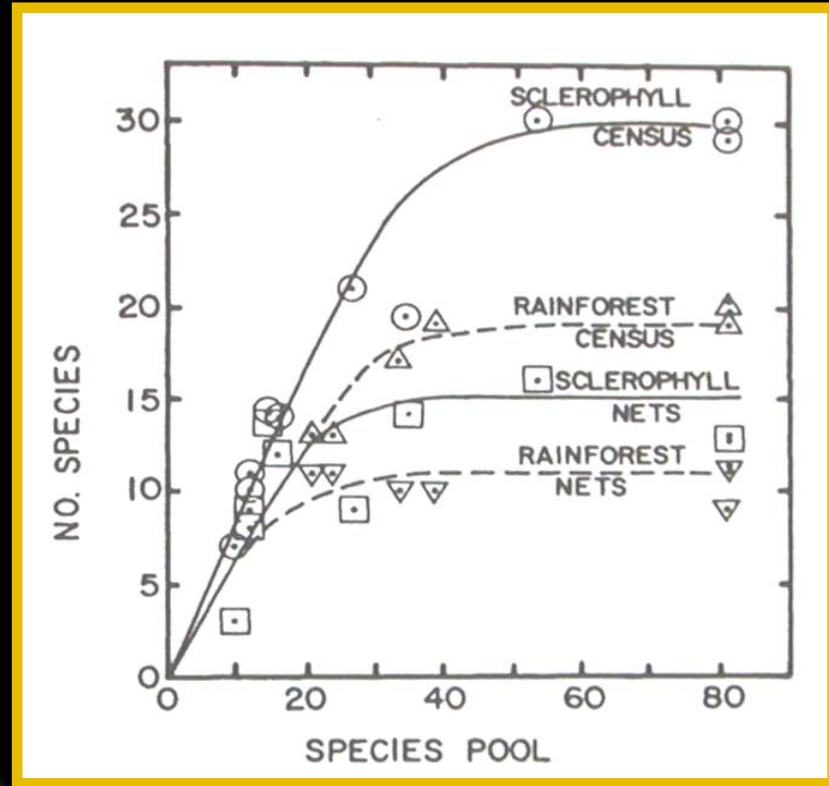 NO. SPECIES
30
25
20
15
10
5
0
SCLEROPHYLL
CENSUS
RAINFOREST
CENSUS
SCLEROPHYLL
NETS
RAINFOREST
NETS
0 20 40 60 80
SPECIES POOL